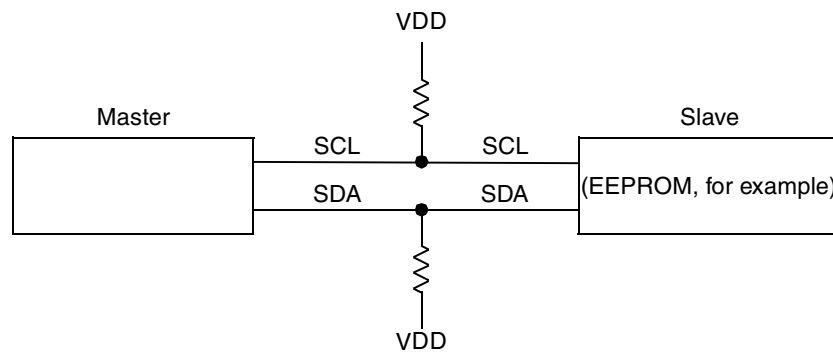 VDD
Master
Slave
SCL
SCL
SDA
SDA
(EEPROM, for example)
VDD